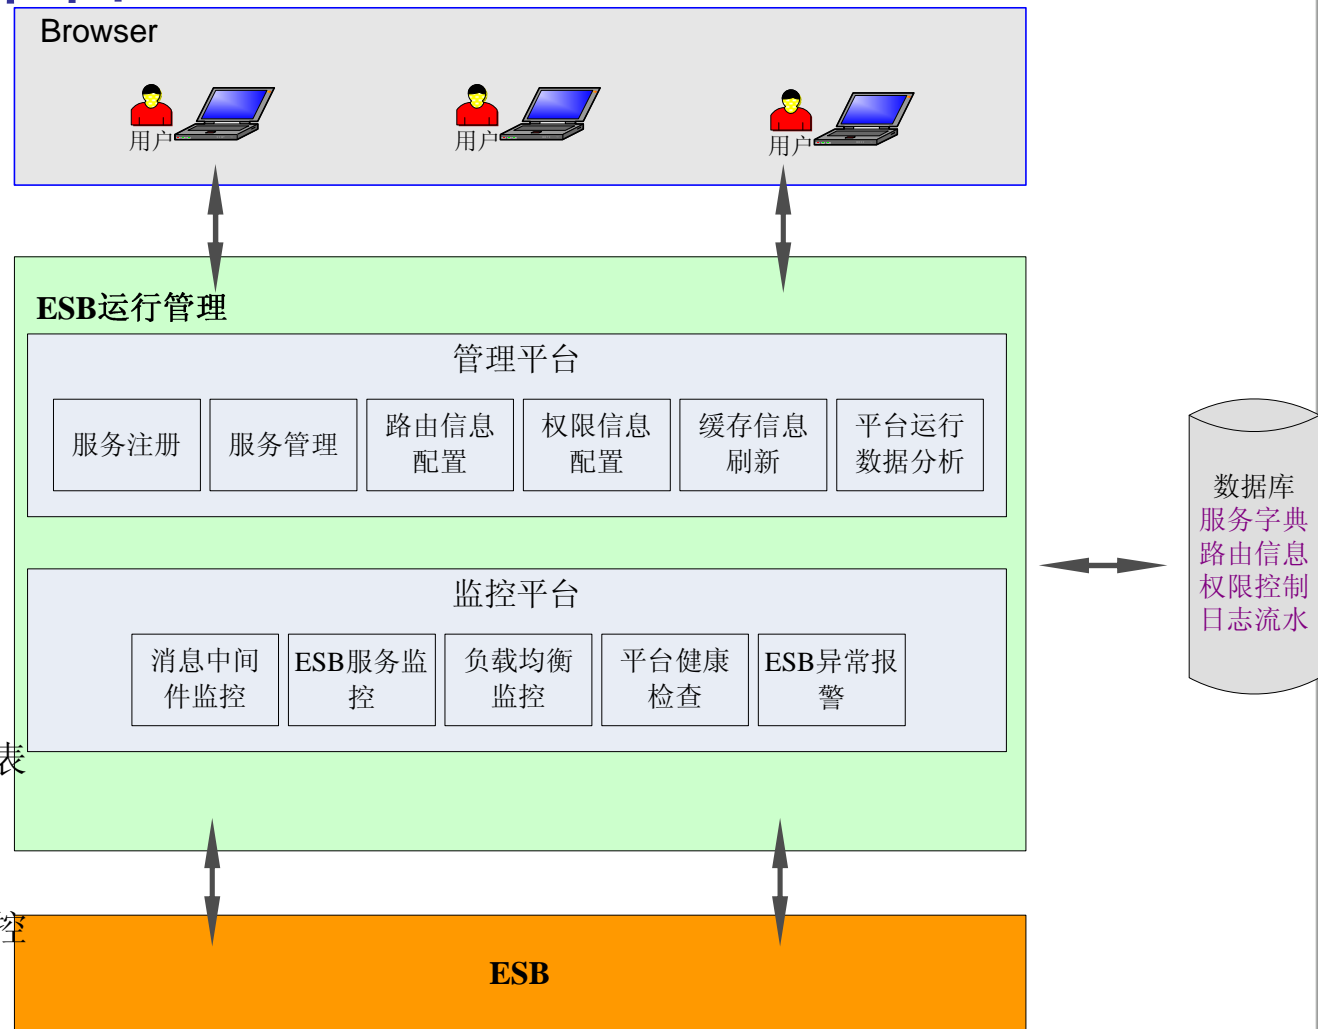 Browser
用户
用户
用户
ESB运行管理
管理平台
服务注册
服务管理
路由信息
配置
权限信息
配置
缓存信息
刷新
平台运行
数据分析
监控平台
消息中间
件监控
ESB服务监
控
负载均衡
监控
平台健康
检查
ESB异常报
警
数据库
服务字典
路由信息
权限控制
日志流水
表
控
ESB